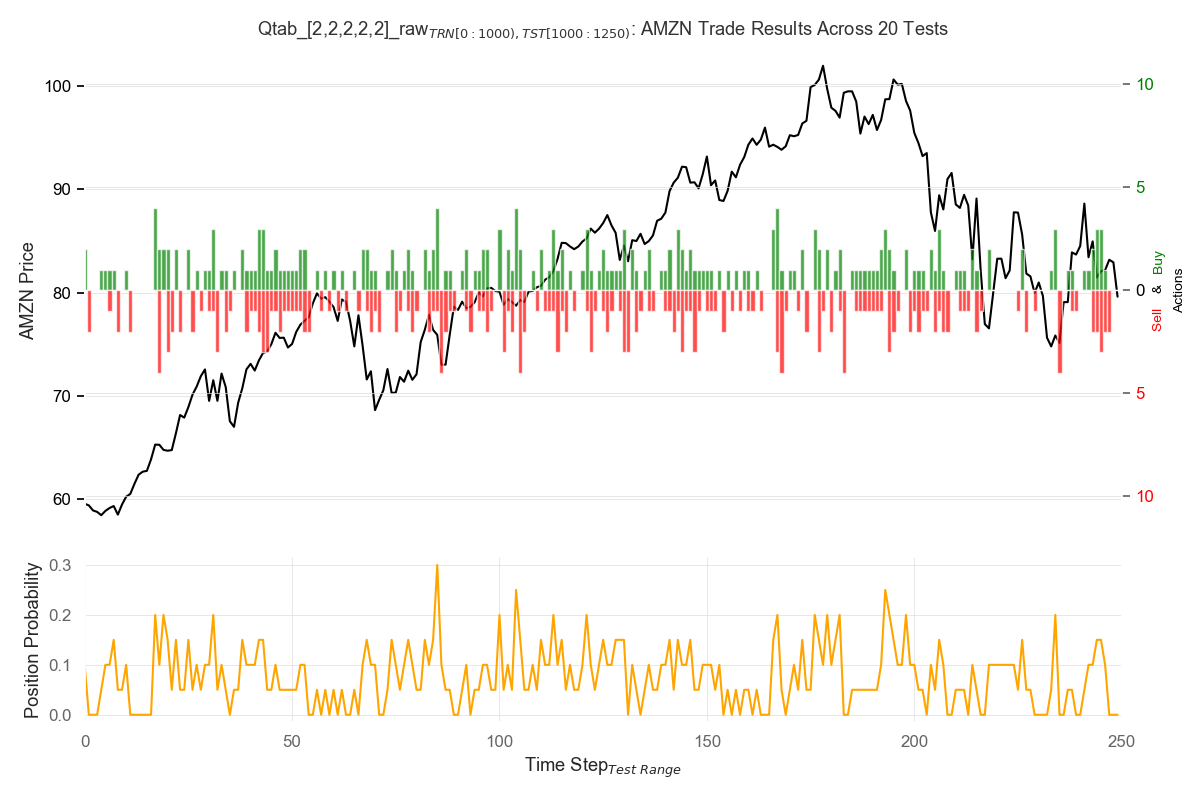 Qtab_[2,2,2,2,2]_raw_TRN[0:1000),TST[1000:1250): AMZN Trade Results Across 20 Tests
100
90
80
70
60
AMZN Price
10
5
0
5
10
Sell & Buy
Actions
0.3
0.2
0.1
0.0
Position Probability
0 50 100 150 200 250
Time Step Test Range